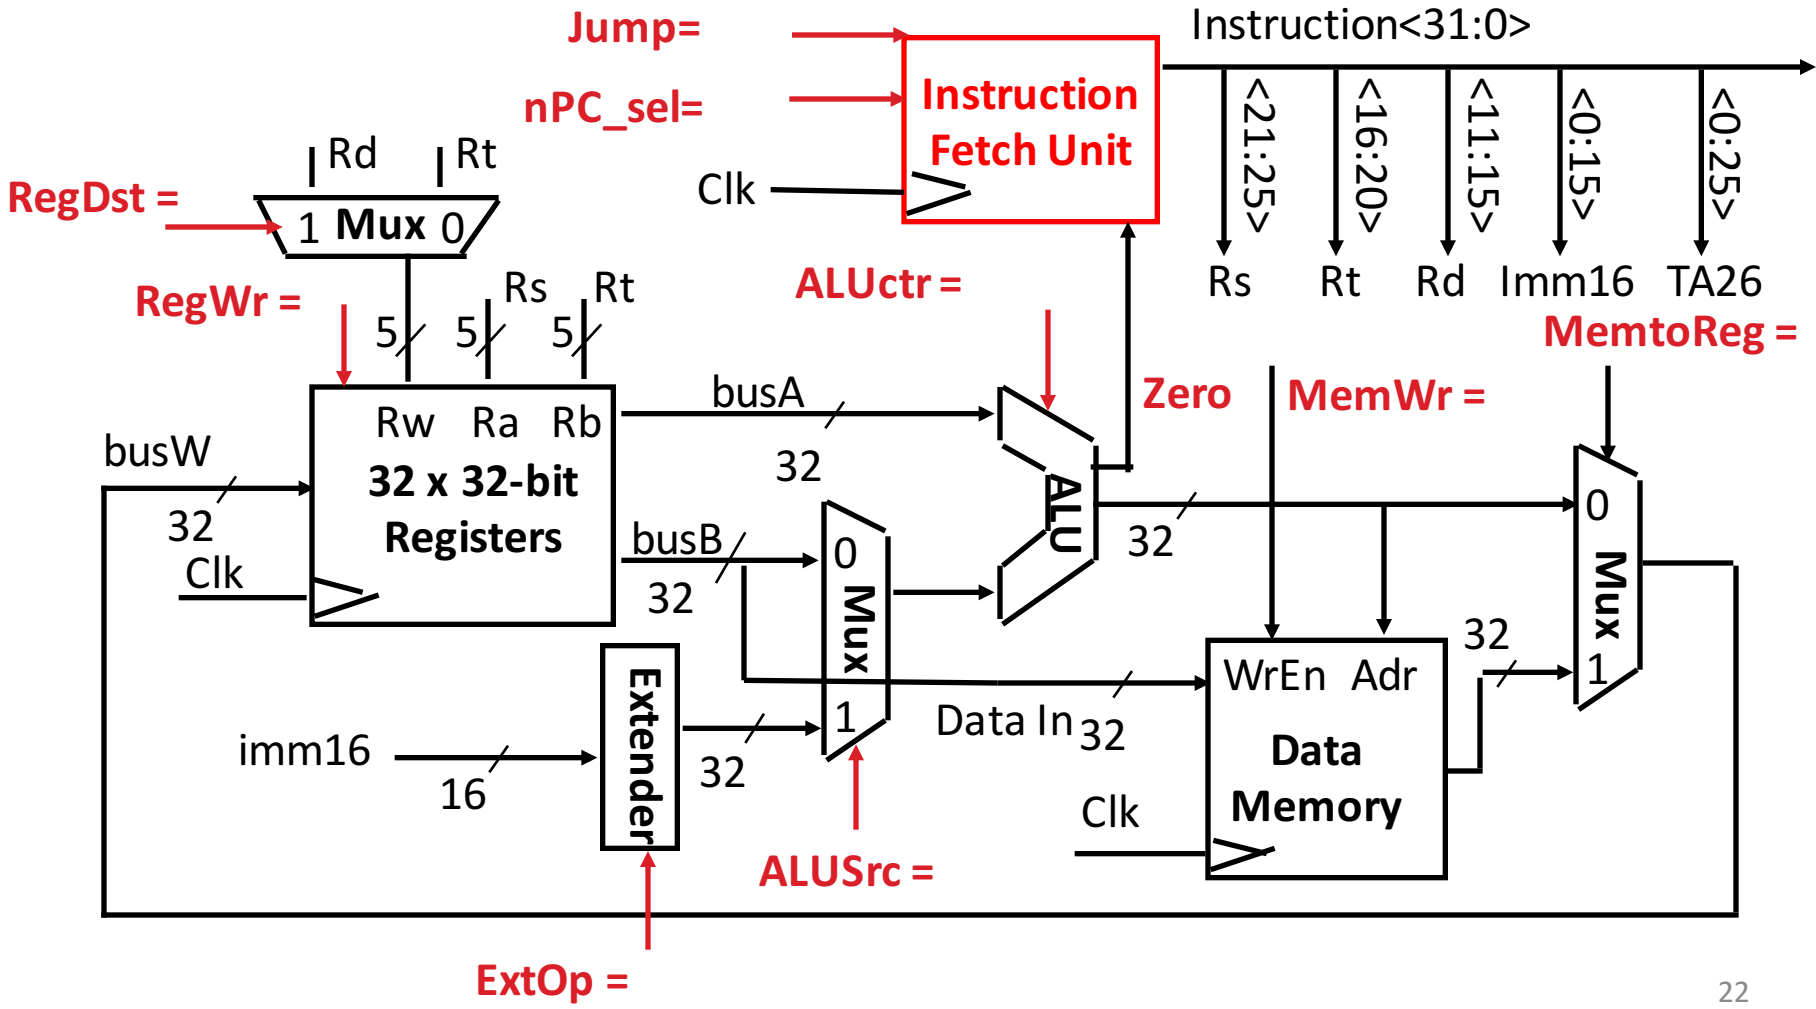 Jump=
Instruction<31:0>
nPC_sel=
Instruction
Fetch Unit
Clk
<21:25>
<16:20>
<11:15>
<0:15>
<0:25>
Rs
Rt
Rd
Imm16
TA26
Rd
Rt
RegDst =
1 Mux 0
RegWr =
Rs
Rt
5
5
5
ALUctr =
Zero
MemWr =
MemtoReg =
busW
32
Clk
Rw Ra Rb
32 x 32-bit
Registers
busA
32
busB
32
0
Mux
1
ALU
32
0
Mux
1
32
imm16
16
Extender
32
Data In
32
WrEn Adr
Data
Memory
Clk
ALUSrc =
ExtOp =
22